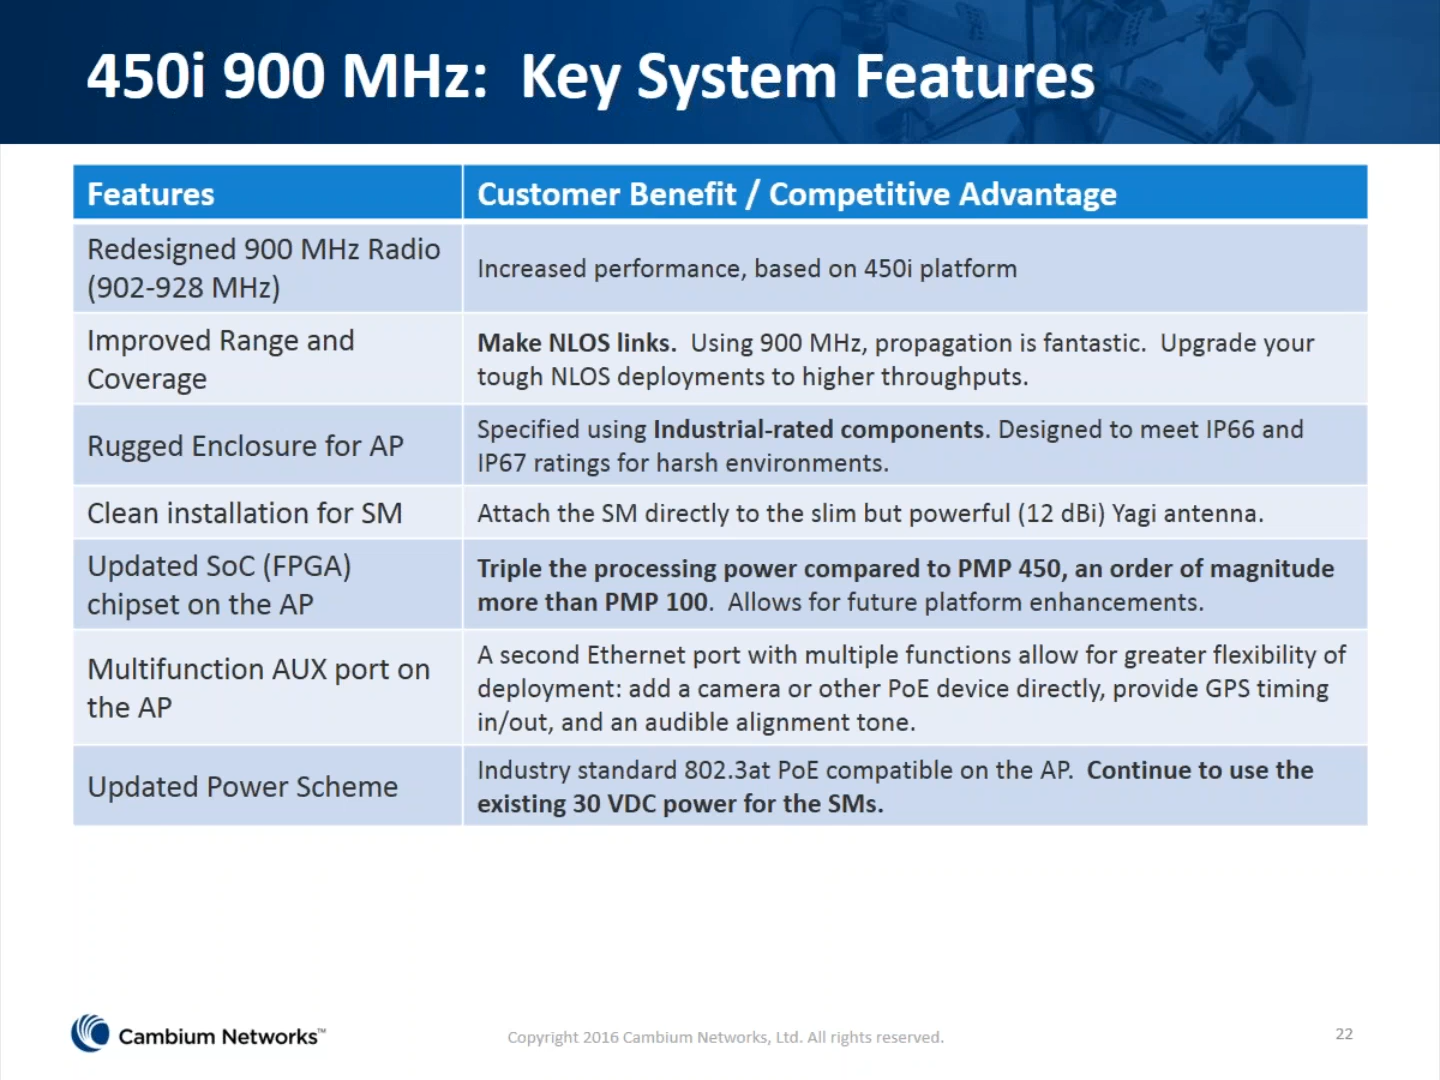 450i 900 MHz:  Key System Features
Features
Customer Benefit / Competitive Advantage
Redesigned 900 MHz Radio
(902-928 MHz)
Increased performance, based on 450i platform
Improved Range and
Coverage
Make NLOS links.  Using 900 MHz, propagation is fantastic.  Upgrade your
tough NLOS deployments to higher throughputs.
Rugged Enclosure for AP
Specified using Industrial-rated components. Designed to meet IP66 and
IP67 ratings for harsh environments.
Clean installation for SM
Attach the SM directly to the slim but powerful (12 dBi) Yagi antenna.
Updated SoC (FPGA)
chipset on the AP
Triple the processing power compared to PMP 450, an order of magnitude
more than PMP 100.  Allows for future platform enhancements.
Multifunction AUX port on
the AP
A second Ethernet port with multiple functions allow for greater flexibility of
deployment: add a camera or other PoE device directly, provide GPS timing
in/out, and an audible alignment tone.
Updated Power Scheme
Industry standard 802.3at PoE compatible on the AP.  Continue to use the
existing 30 VDC power for the SMs.
Cambium Networks™
Copyright 2016 Cambium Networks, Ltd. All rights reserved.
22